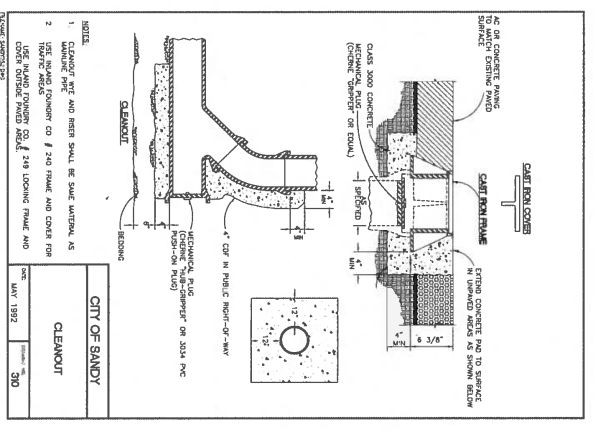 CAST IRON COVER
CAST IRON FRAME
AC OR CONCRETE PAVING
TO MATCH EXISTING PAVED
SURFACE
EXTEND CONCRETE PAD TO SURFACE
IN UNPAVED AREAS AS SHOWN BELOW
6 3/8"
4"
MIN
CLASS 3000 CONCRETE
MECHANICAL PLUG
(CHERNE "GRIPPER" OR EQUAL)
AS
SPECIFIED
4"
MIN
4"
MIN
4"
MIN
12"
12"
4" CDF IN PUBLIC RIGHT-OF-WAY
MECHANICAL PLUG
(CHERNE "HUB-GRIPPER" OR 3034 PVC
PUSH-ON PLUG)
4"
6"
BEDDING
CLEANOUT
NOTES:
1. CLEANOUT WYE AND RISER SHALL BE SAME MATERIAL AS
MAINLINE PIPE
2 USE INLAND FOUNDRY CO # 240 FRAME AND COVER FOR
TRAFFIC AREAS.
USE INLAND FOUNDRY CO. # 249 LOCKING FRAME AND
COVER OUTSIDE PAVED AREAS.
CITY OF SANDY
CLEANOUT
DATE
MAY 1992
310